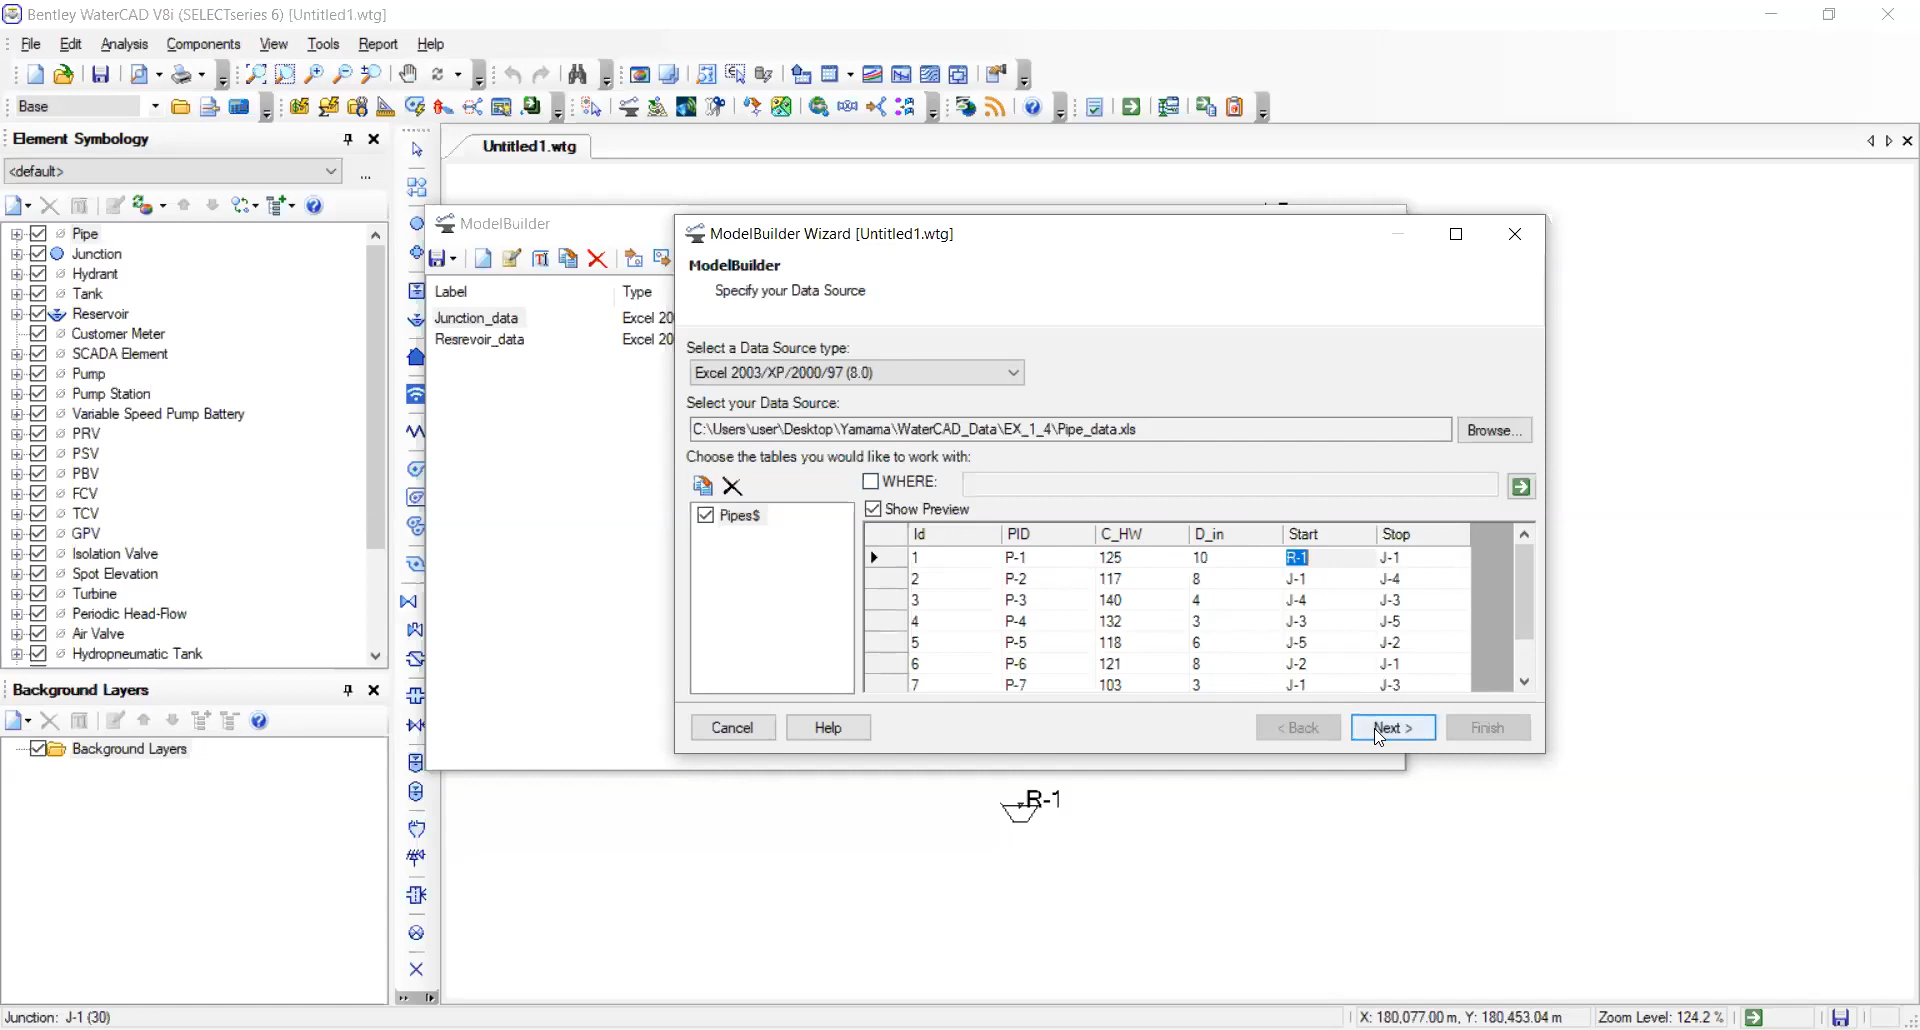 Bentley WaterCAD V8i (SELECTseries 6) [Untitled1.wtg]
File Edit Analysis Components View Tools Report Help
Base
Element Symbology
<default>
...
Pipe
Junction
Hydrant
Tank
Reservoir
Customer Meter
SCADA Element
Pump
Pump Station
Variable Speed Pump Battery
PRV
PSV
PBV
FCV
TCV
GPV
Isolation Valve
Spot Elevation
Turbine
Periodic Head-Flow
Air Valve
Hydropneumatic Tank
Background Layers
Background Layers
Untitled1.wtg
ModelBuilder
Label Type
Junction_data Excel 20
Resrevoir_data Excel 20
ModelBuilder Wizard [Untitled1.wtg]
ModelBuilder
Specify your Data Source
Select a Data Source type:
Excel 2003/XP/2000/97 (8.0)
Select your Data Source:
C:\Users\user\Desktop\Yamama\WaterCAD_Data\EX_1_4\Pipe_data.xls Browse...
Choose the tables you would like to work with:
WHERE:
Pipes$
Show Preview
Id PID C_HW D_in Start Stop
1 P-1 125 10 R-1 J-1
2 P-2 117 8 J-1 J-4
3 P-3 140 4 J-4 J-3
4 P-4 132 3 J-3 J-5
5 P-5 118 6 J-5 J-2
6 P-6 121 8 J-2 J-1
7 P-7 103 3 J-1 J-3
Cancel Help < Back Next > Finish
R-1
Junction: J-1 (30) X: 180,077.00 m, Y: 180,453.04 m Zoom Level: 124.2 %